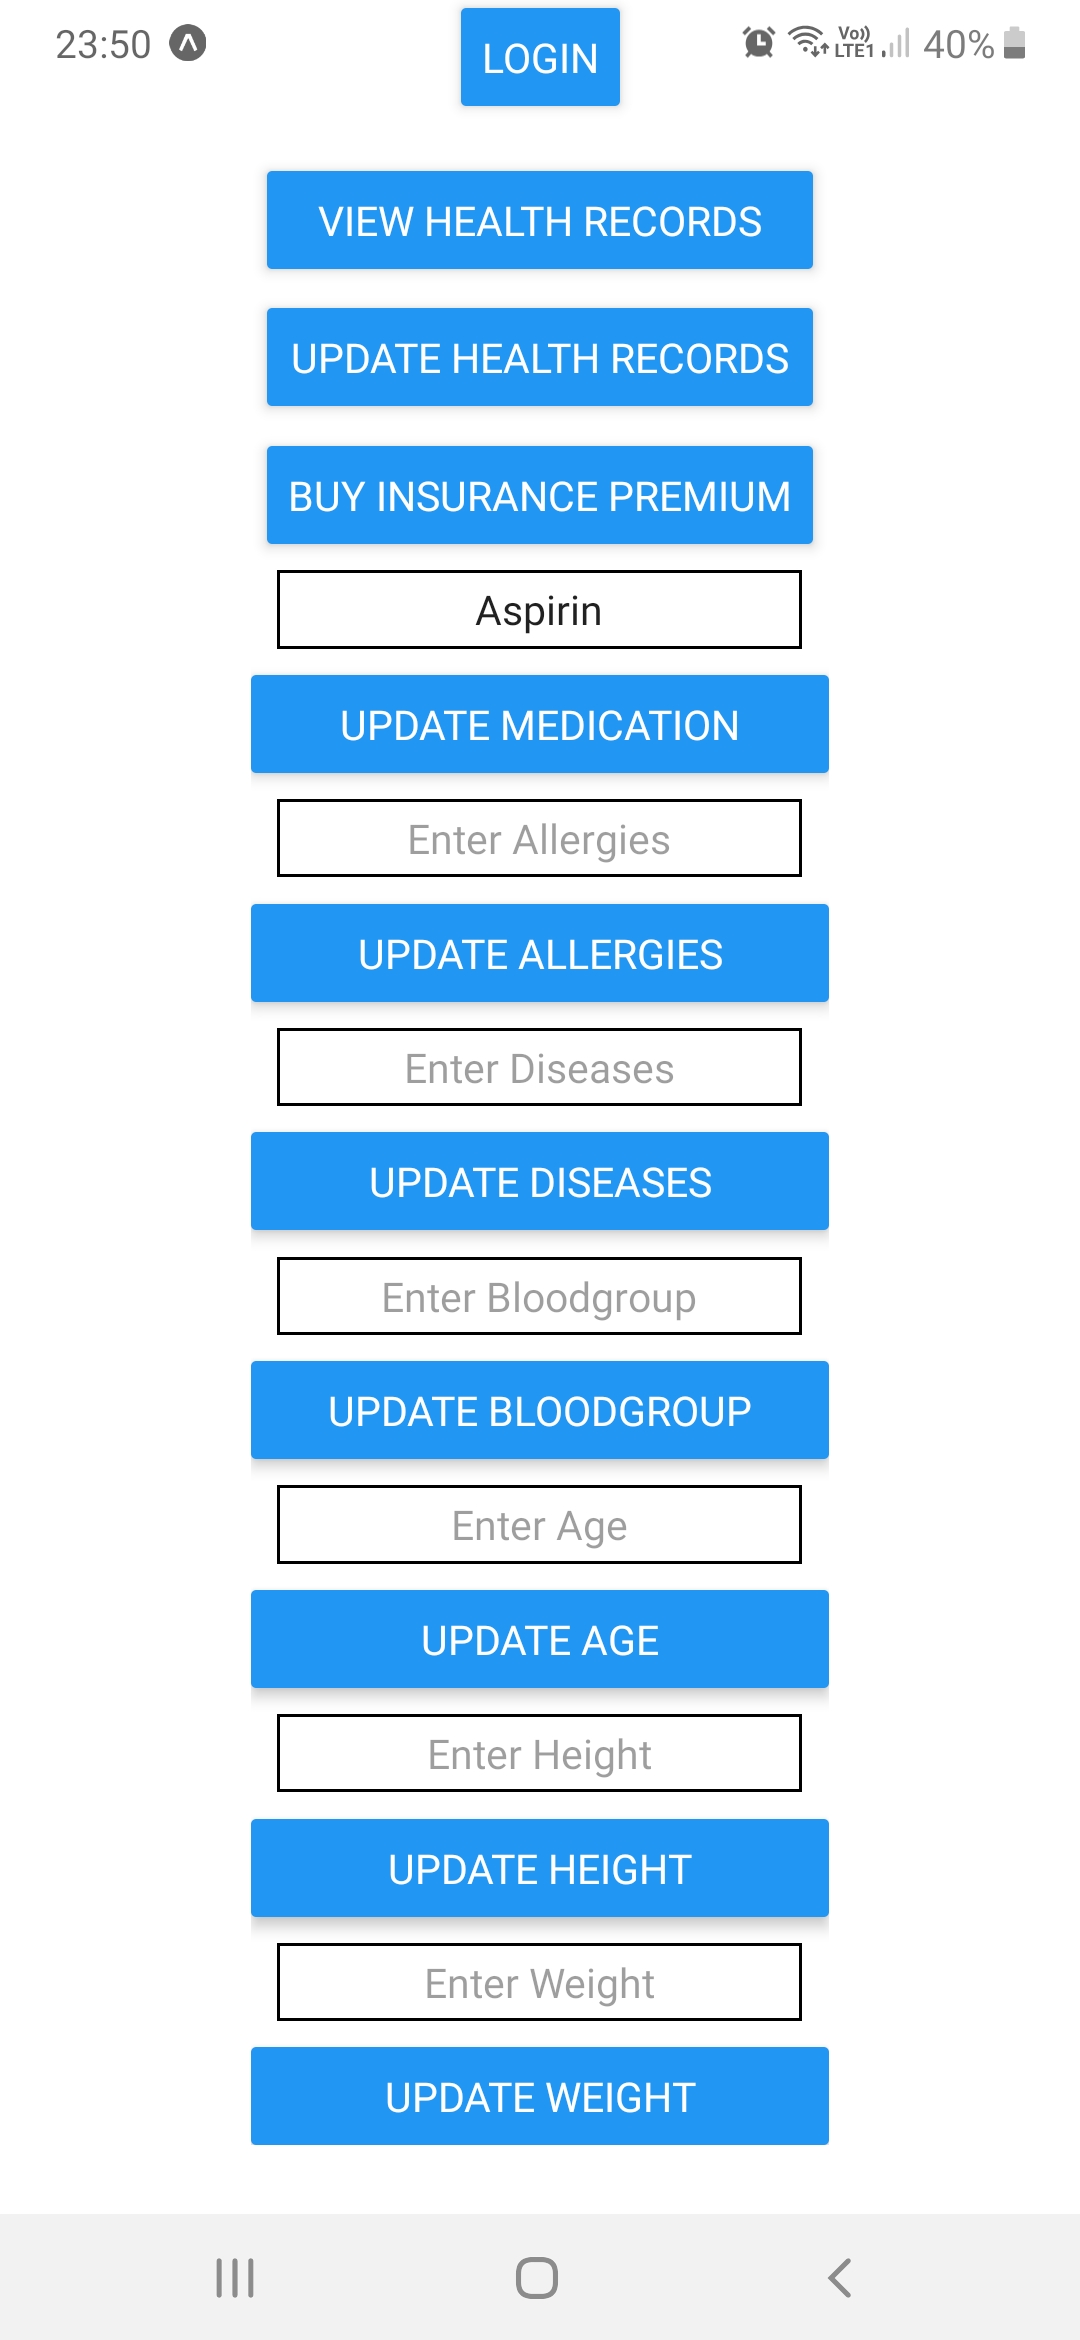 23:50
Vo)) LTE1 40%
LOGIN
VIEW HEALTH RECORDS
UPDATE HEALTH RECORDS
BUY INSURANCE PREMIUM
Aspirin
UPDATE MEDICATION
Enter Allergies
UPDATE ALLERGIES
Enter Diseases
UPDATE DISEASES
Enter Bloodgroup
UPDATE BLOODGROUP
Enter Age
UPDATE AGE
Enter Height
UPDATE HEIGHT
Enter Weight
UPDATE WEIGHT